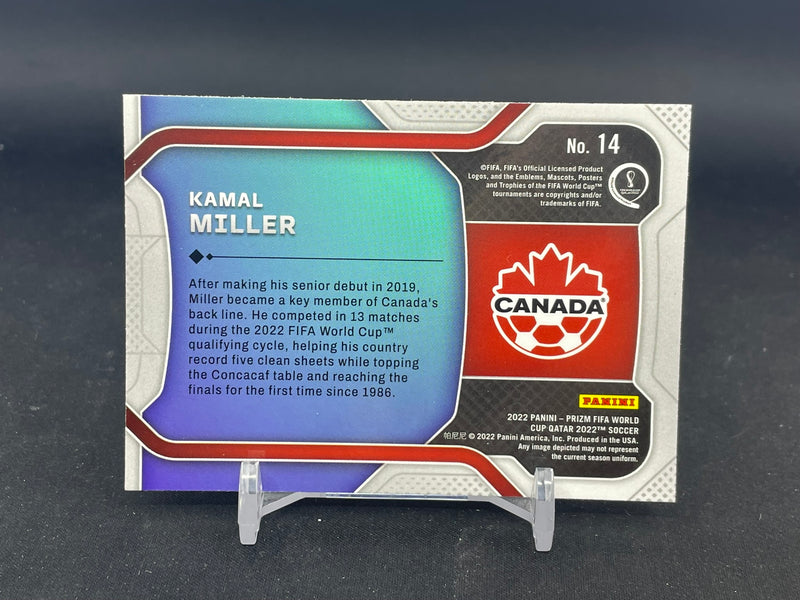 KAMAL
MILLER
After making his senior debut in 2019,
Miller became a key member of Canada's
back line. He competed in 13 matches
during the 2022 FIFA World Cup™
qualifying cycle, helping his country
record five clean sheets while topping
the Concacaf table and reaching the
finals for the first time since 1986.
No. 14
©FIFA, FIFA's Official Licensed Product
Logos, and the Emblems, Mascots, Posters
and Trophies of the FIFA World Cup™
tournaments are copyrights and/or
trademarks of FIFA.
CANADA
PANINI
2022 PANINI – PRIZM FIFA WORLD
CUP QATAR 2022™ SOCCER
帕尼尼 © 2022 Panini America, Inc. Produced in the USA.
Any image depicted may not represent
the current season uniform.